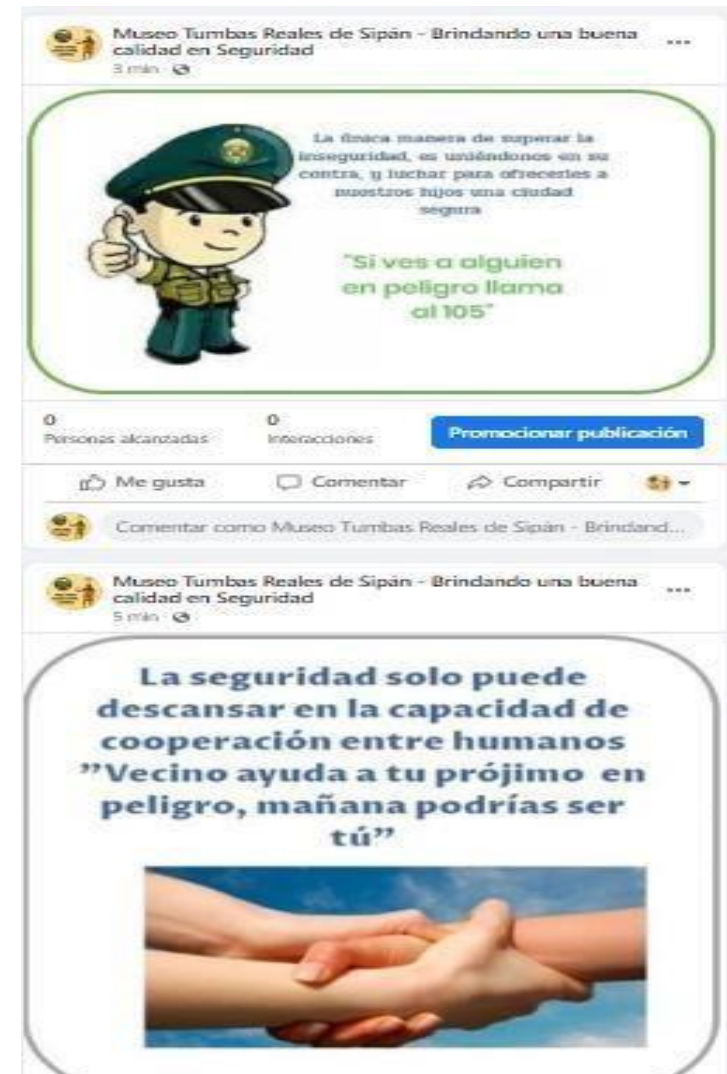 Museo Tumbas Reales de Sipán - Brindando una buena
calidad en Seguridad
3 min
La única manera de superar la
inseguridad, es uniéndonos en su
contra, y luchar para ofrecerles a
nuestros hijos una ciudad
segura
"Si ves a alguien
en peligro llama
al 105"
0
Personas alcanzadas
0
Interacciones
Promocionar publicación
Me gusta
Comentar
Compartir
Comentar como Museo Tumbas Reales de Sipán - Brindand...
Museo Tumbas Reales de Sipán - Brindando una buena
calidad en Seguridad
5 min
La seguridad solo puede
descansar en la capacidad de
cooperación entre humanos
”Vecino ayuda a tu prójimo en
peligro, mañana podrías ser
tú”